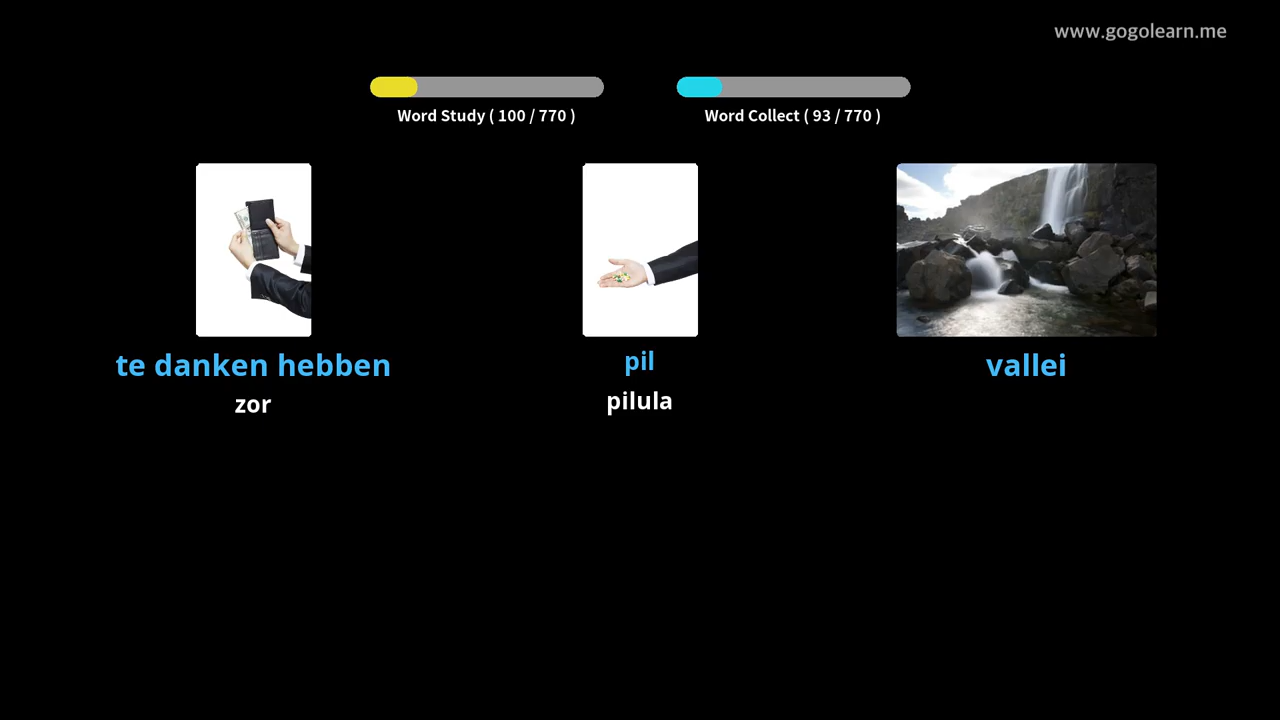 www.gogolearn.me
Word Study ( 100 / 770 )
Word Collect ( 93 / 770 )
te danken hebben
zor
pil
pilula
vallei